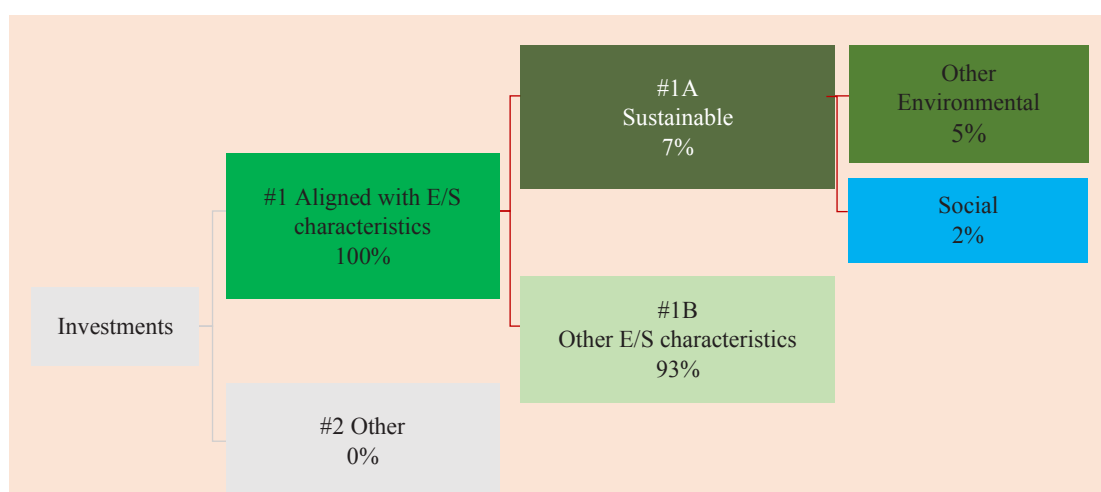 Investments
#1 Aligned with E/S
characteristics
100%
#2 Other
0%
#1A
Sustainable
7%
#1B
Other E/S characteristics
93%
Other
Environmental
5%
Social
2%